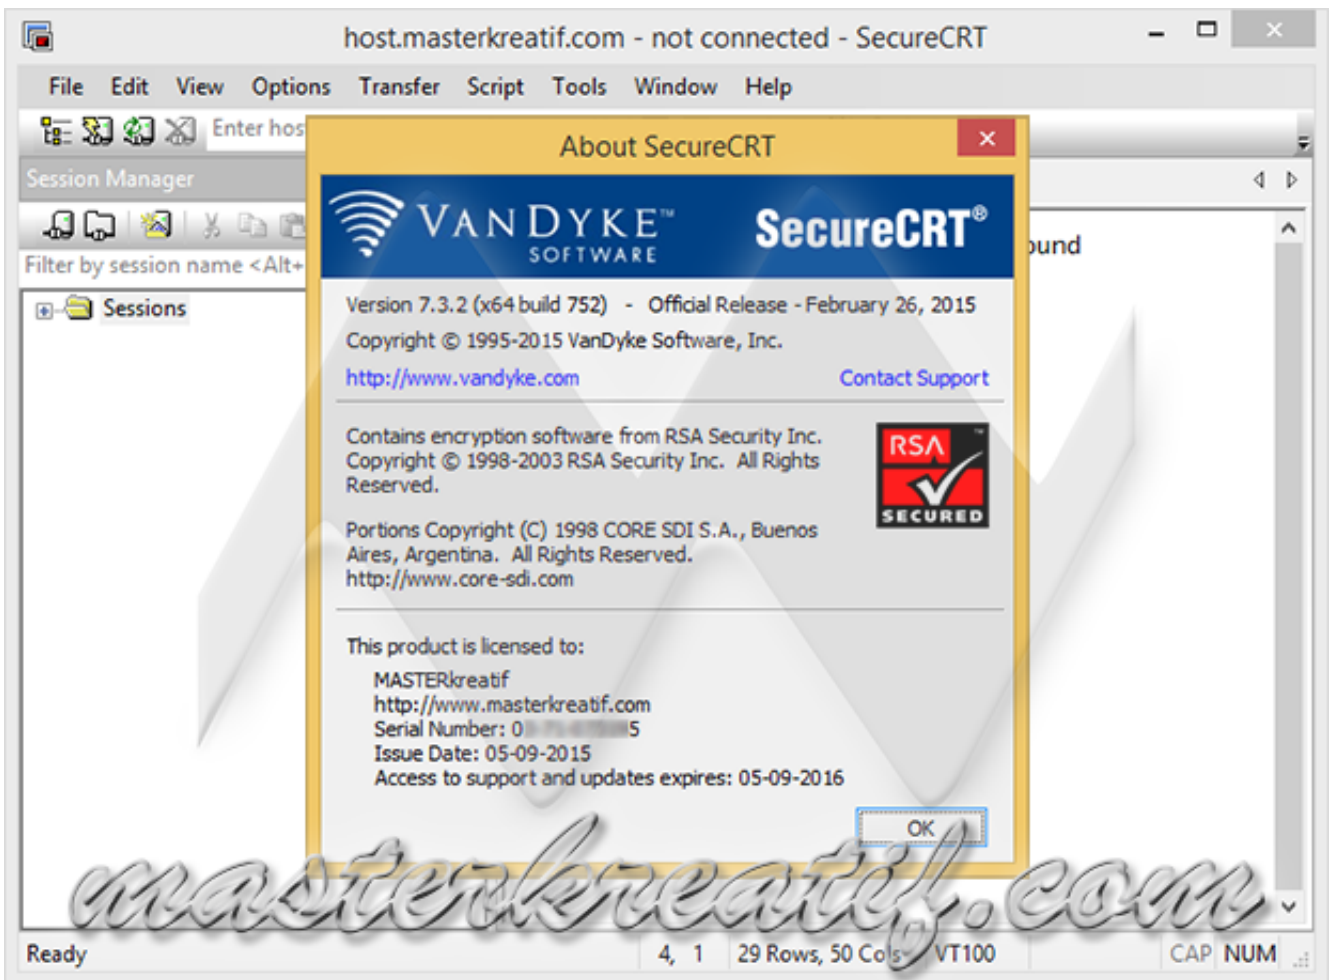 host.masterkreatif.com - not connected - SecureCRT
File Edit View Options Transfer Script Tools Window Help
Enter hos
About SecureCRT
Session Manager
VANDYKE™
SOFTWARE
SecureCRT®
ound
Filter by session name <Alt+
Sessions
Version 7.3.2 (x64 build 752) - Official Release - February 26, 2015
Copyright © 1995-2015 VanDyke Software, Inc.
http://www.vandyke.com Contact Support
Contains encryption software from RSA Security Inc.
Copyright © 1998-2003 RSA Security Inc. All Rights
Reserved.
RSA™
SECURED
Portions Copyright (C) 1998 CORE SDI S.A., Buenos
Aires, Argentina. All Rights Reserved.
http://www.core-sdi.com
This product is licensed to:
MASTERkreatif
http://www.masterkreatif.com
Serial Number: 0 5
Issue Date: 05-09-2015
Access to support and updates expires: 05-09-2016
OK
masterkreatif.com
Ready 4, 1 29 Rows, 50 Cols VT100 CAP NUM